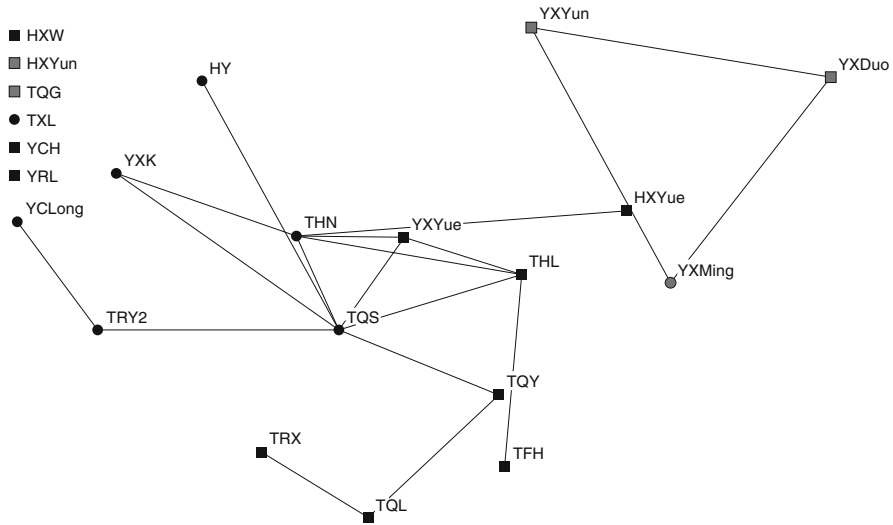 HXW
HXYun
TQG
TXL
YCH
YRL
YXYun
YXDuo
HY
YXK
YCLong
THN
YXYue
HXYue
THL
YXMing
TRY2
TQS
TQY
TRX
TFH
TQL